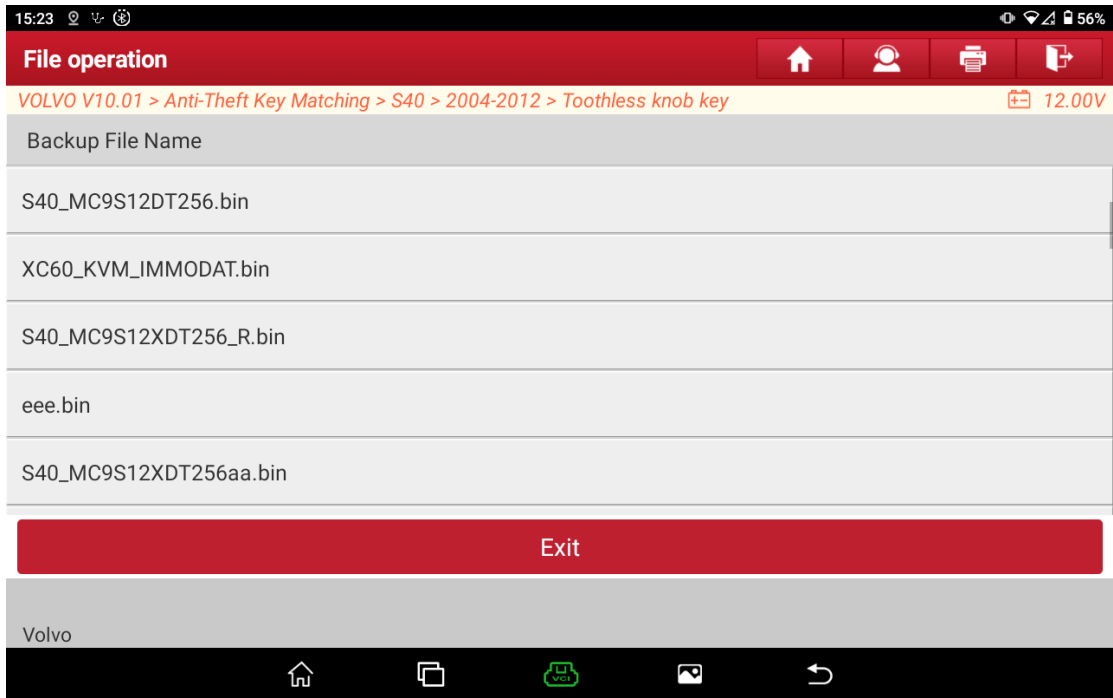 15:23 56%
File operation
VOLVO V10.01 > Anti-Theft Key Matching > S40 > 2004-2012 > Toothless knob key 12.00V
Backup File Name
S40_MC9S12DT256.bin
XC60_KVM_IMMODAT.bin
S40_MC9S12XDT256_R.bin
eee.bin
S40_MC9S12XDT256aa.bin
Exit
Volvo
VCI